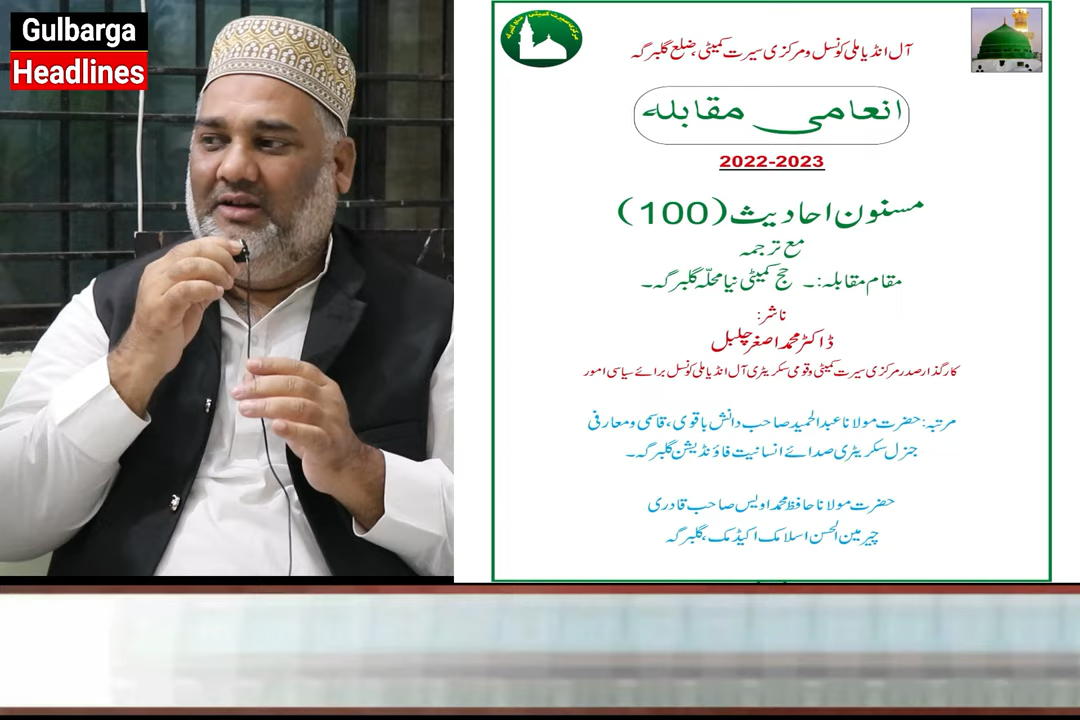 Gulbarga
Headlines
آل انڈیا ملی کونسل و مرکزی سیرت کمیٹی، ضلع گلبرگہ
انعامی مقابلہ
2022-2023
مسنون احادیث (100)
مع ترجمہ
مقام مقابلہ:۔ حج کمیٹی نیا محلّہ گلبرگہ۔
ناشر:
ڈاکٹر محمد اصغر چلبل
کارگذار صدر مرکزی سیرت کمیٹی و قومی سکریٹری آل انڈیا ملی کونسل برائے سیاسی امور
مرتبہ: حضرت مولانا عبدالحمید صاحب دانش باقوی، قاسمی و معارفی
جنرل سکریٹری صدائے انسانیت فاؤنڈیشن گلبرگہ۔
حضرت مولانا حافظ محمد اویس صاحب قادری
چیرمین الحسن اسلامک اکیڈمک، گلبرگہ